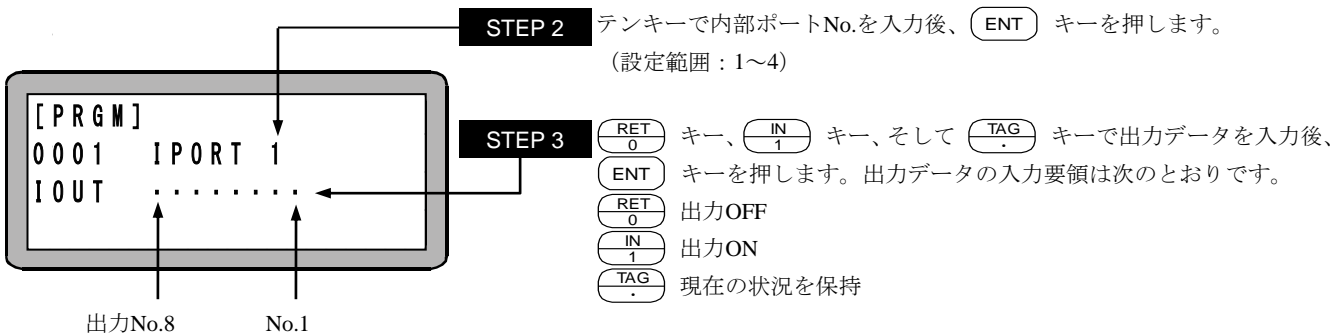 STEP 2 テンキーで内部ポートNo.を入力後、 ENT キーを押します。
（設定範囲：1～4）
[PRGM]
0001 IPORT 1
IOUT ........
出力No.8 No.1
STEP 3 RET 0 キー、 IN 1 キー、そして TAG . キーで出力データを入力後、
ENT キーを押します。出力データの入力要領は次のとおりです。
RET 0 出力OFF
IN 1 出力ON
TAG . 現在の状況を保持